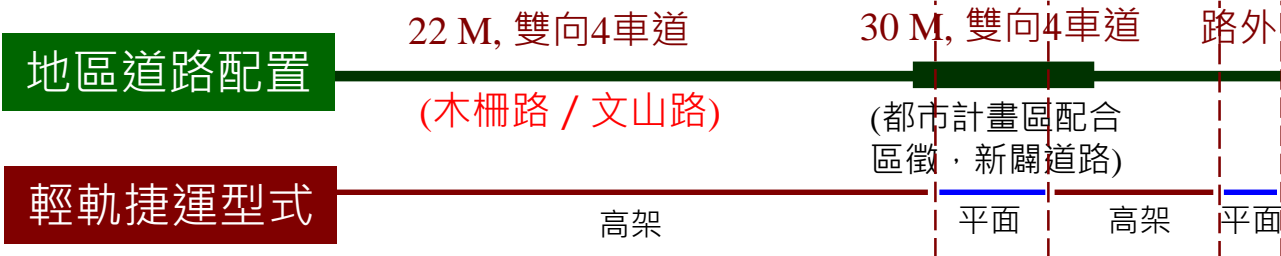 22 M, 雙向4車道
30 M, 雙向4車道
路外
地區道路配置
(木柵路 / 文山路)
(都市計畫區配合
區徵，新闢道路)
輕軌捷運型式
高架
平面
高架
平面